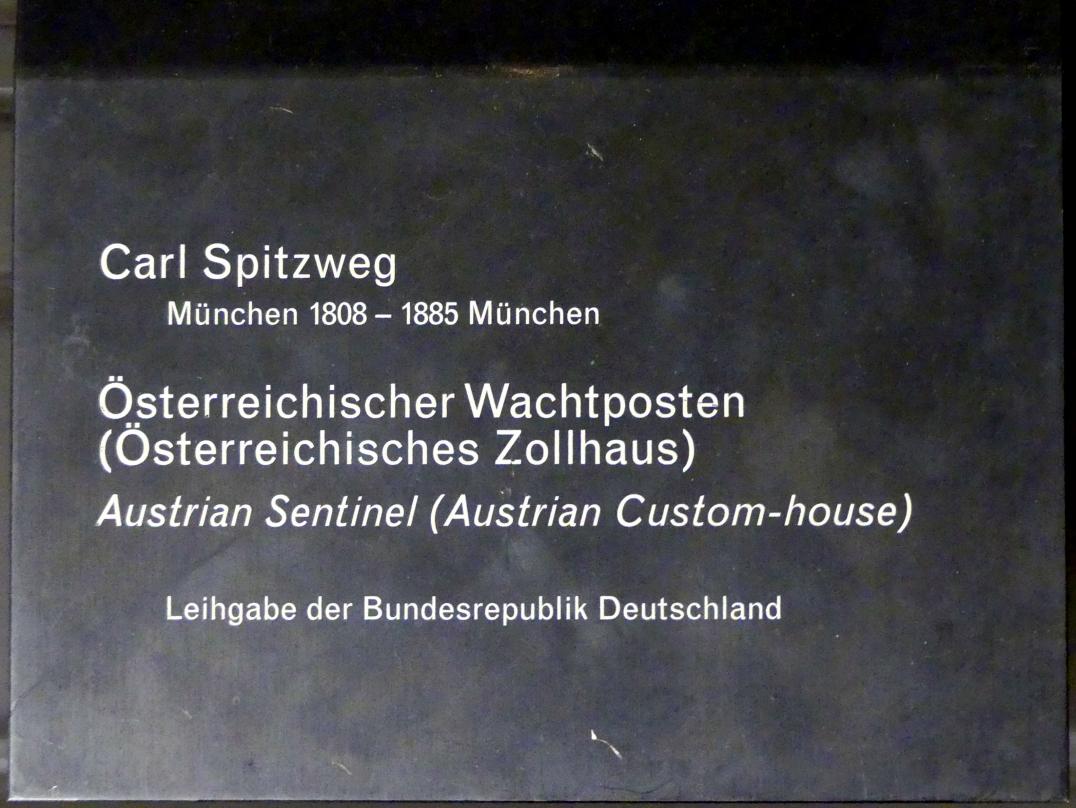 Carl Spitzweg
München 1808 – 1885 München
Österreichischer Wachtposten
(Österreichisches Zollhaus)
Austrian Sentinel (Austrian Custom-house)
Leihgabe der Bundesrepublik Deutschland